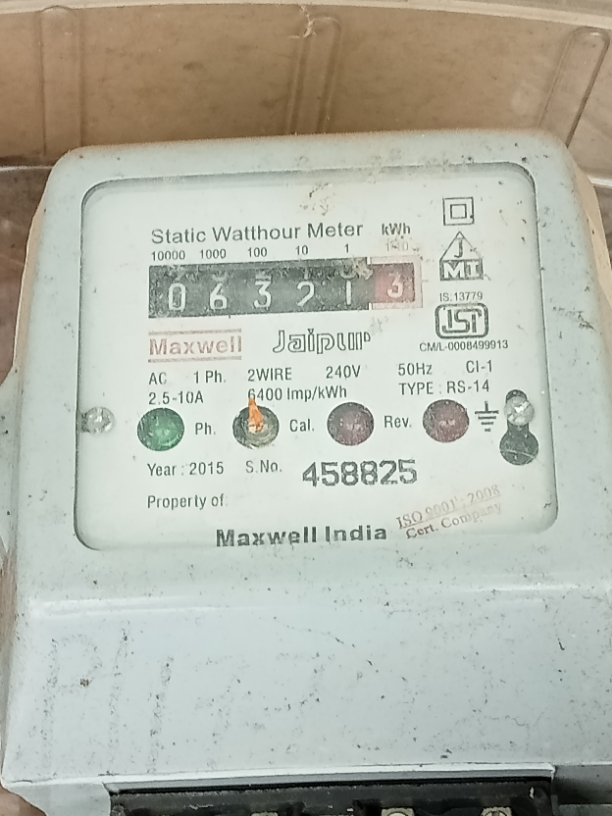 Static Watthour Meter kWh
10000 1000 100 10 1
0 6 3 2 1 3
Maxwell Jaipur
J
MI
IS.13779
ISI
CM/L-0008499913
AC 1 Ph. 2WIRE 240V 50Hz Cl-1
2.5-10A 6400 Imp/kWh TYPE : RS-14
Ph. Cal. Rev.
Year : 2015 S.No. 458825
Property of:
Maxwell India
ISO 9001 : 2008
Cert. Company